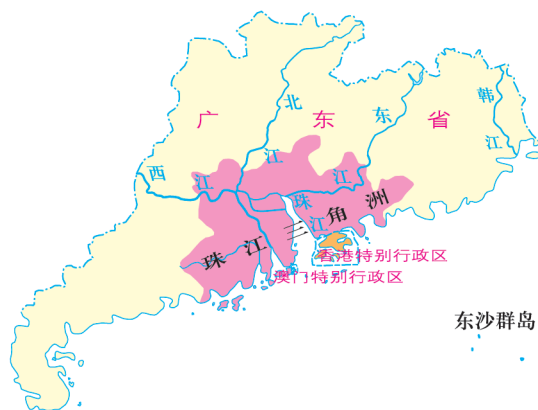 广东省
北江
东江
韩江
西江
珠江
珠江三角洲
香港特别行政区
澳门特别行政区
东沙群岛